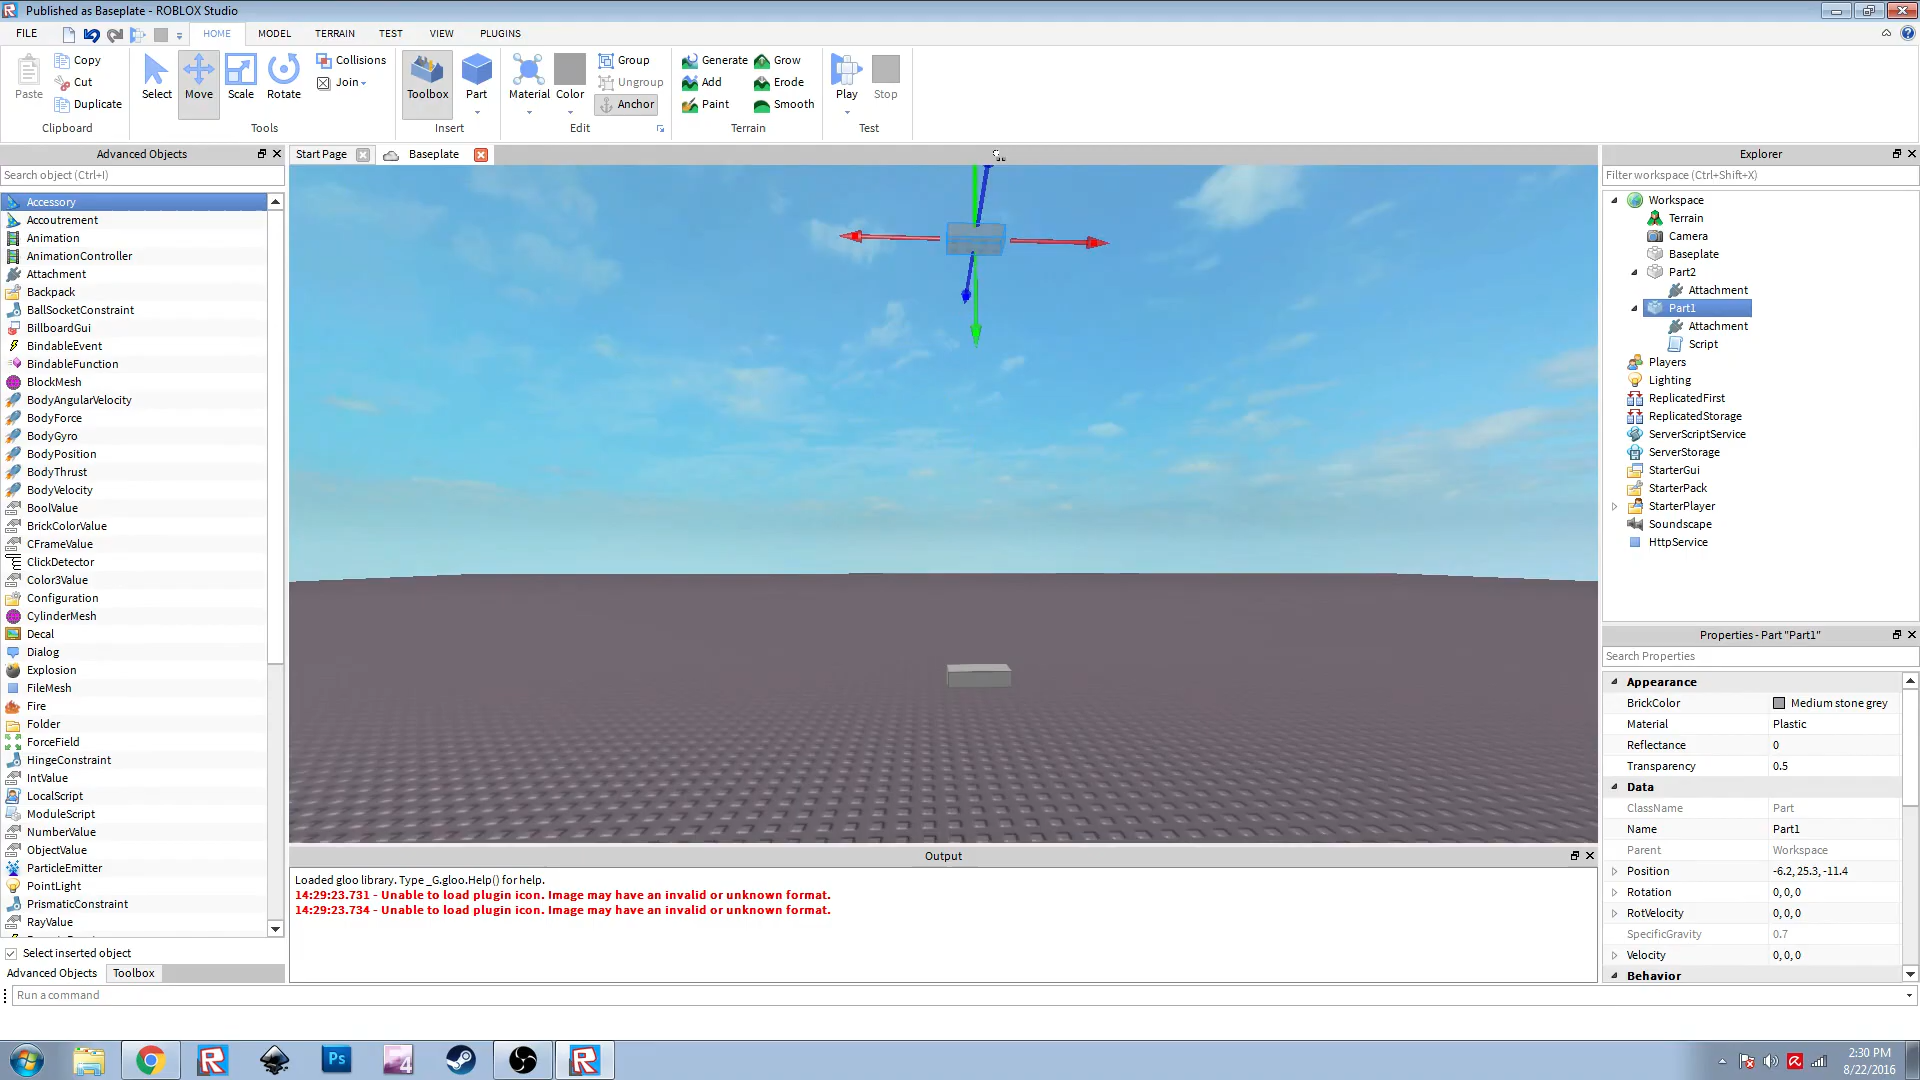 Published as Baseplate - ROBLOX Studio
FILE
HOME
MODEL
TERRAIN
TEST
VIEW
PLUGINS
Paste
Copy
Cut
Duplicate
Clipboard
Select
Move
Scale
Rotate
Collisions
Join
Tools
Toolbox
Part
Insert
Material
Color
Group
Ungroup
Anchor
Edit
Generate
Grow
Add
Erode
Paint
Smooth
Terrain
Play
Stop
Test
Advanced Objects
Search object (Ctrl+I)
Accessory
Accoutrement
Animation
AnimationController
Attachment
Backpack
BallSocketConstraint
BillboardGui
BindableEvent
BindableFunction
BlockMesh
BodyAngularVelocity
BodyForce
BodyGyro
BodyPosition
BodyThrust
BodyVelocity
BoolValue
BrickColorValue
CFrameValue
ClickDetector
Color3Value
Configuration
CylinderMesh
Decal
Dialog
Explosion
FileMesh
Fire
Folder
ForceField
HingeConstraint
IntValue
LocalScript
ModuleScript
NumberValue
ObjectValue
ParticleEmitter
PointLight
PrismaticConstraint
RayValue
Select inserted object
Advanced Objects
Toolbox
Start Page
Baseplate
Output
Loaded gloo library. Type _G.gloo.Help() for help.
14:29:23.731 - Unable to load plugin icon. Image may have an invalid or unknown format.
14:29:23.734 - Unable to load plugin icon. Image may have an invalid or unknown format.
Explorer
Filter workspace (Ctrl+Shift+X)
Workspace
Terrain
Camera
Baseplate
Part2
Attachment
Part1
Attachment
Script
Players
Lighting
ReplicatedFirst
ReplicatedStorage
ServerScriptService
ServerStorage
StarterGui
StarterPack
StarterPlayer
Soundscape
HttpService
Properties - Part "Part1"
Search Properties
Appearance
BrickColor Medium stone grey
Material Plastic
Reflectance 0
Transparency 0.5
Data
ClassName Part
Name Part1
Parent Workspace
Position -6.2, 25.3, -11.4
Rotation 0, 0, 0
RotVelocity 0, 0, 0
SpecificGravity 0.7
Velocity 0, 0, 0
Behavior
Run a command
Ps
4
2:30 PM
8/22/2016